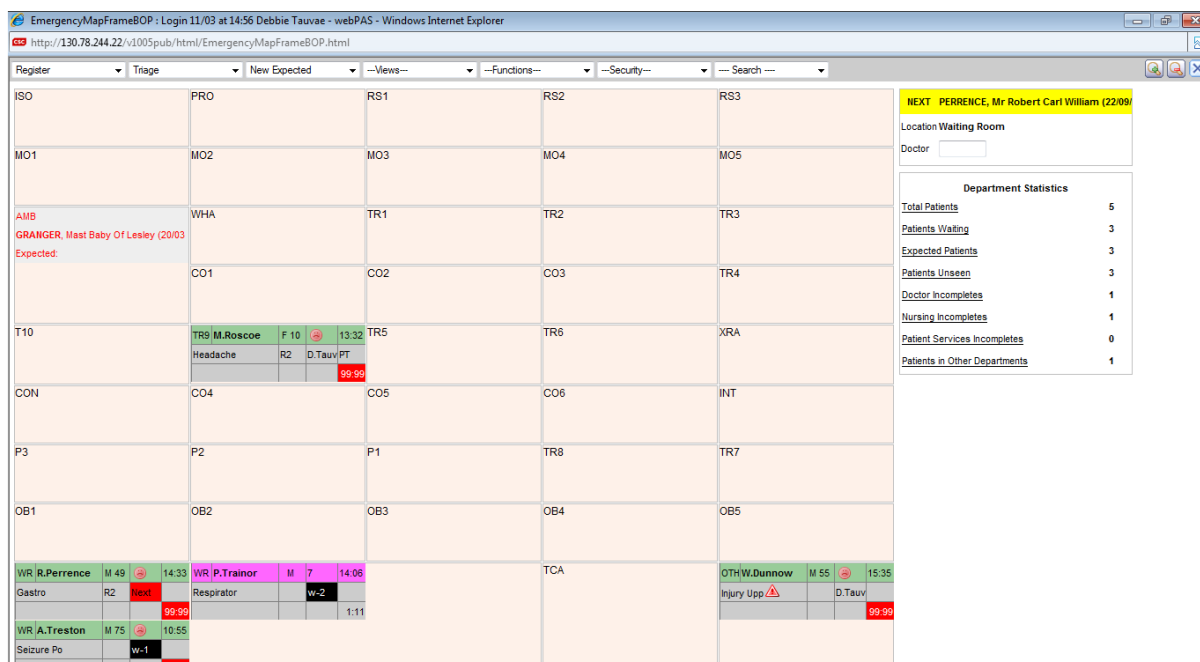 EmergencyMapFrameBOP : Login 11/03 at 14:56 Debbie Tauvae - webPAS - Windows Internet Explorer
CSC http://130.78.244.22/v1005pub/html/EmergencyMapFrameBOP.html
Register Triage New Expected ---Views--- ---Functions--- ---Security--- ---- Search ----
ISO PRO RS1 RS2 RS3
MO1 MO2 MO3 MO4 MO5
AMB WHA TR1 TR2 TR3
GRANGER, Mast Baby Of Lesley (20/03
Expected:
CO1 CO2 CO3 TR4
T10 TR9 M.Roscoe F 10 13:32 TR5 TR6 XRA
Headache R2 D.Tauv PT
99:99
CON CO4 CO5 CO6 INT
P3 P2 P1 TR8 TR7
OB1 OB2 OB3 OB4 OB5
WR R.Perrence M 49 14:33 WR P.Trainor M 7 14:06 TCA OTH W.Dunnow M 55 15:35
Gastro R2 Next Respirator w-2 Injury Upp D.Tauv
99:99 1:11 99:99
WR A.Treston M 75 10:55
Seizure Po w-1
NEXT PERRENCE, Mr Robert Carl William (22/09/
Location Waiting Room
Doctor
Department Statistics
Total Patients 5
Patients Waiting 3
Expected Patients 3
Patients Unseen 3
Doctor Incompletes 1
Nursing Incompletes 1
Patient Services Incompletes 0
Patients in Other Departments 1